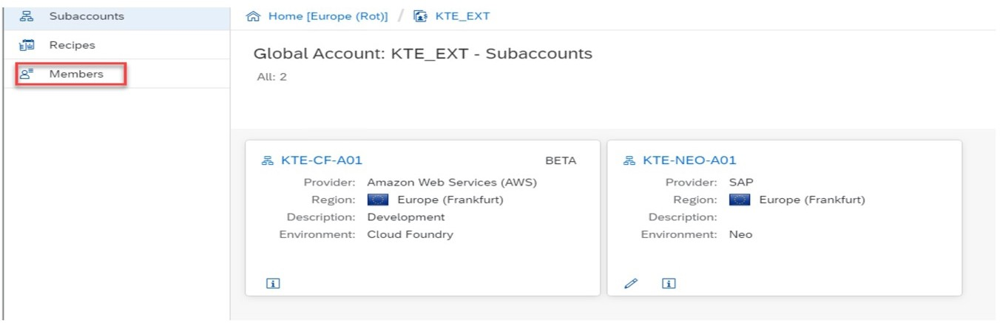 Subaccounts
Recipes
Members
Home [Europe (Rot)] / KTE_EXT
Global Account: KTE_EXT - Subaccounts
All: 2
KTE-CF-A01 BETA
Provider: Amazon Web Services (AWS)
Region: Europe (Frankfurt)
Description: Development
Environment: Cloud Foundry
KTE-NEO-A01
Provider: SAP
Region: Europe (Frankfurt)
Description:
Environment: Neo